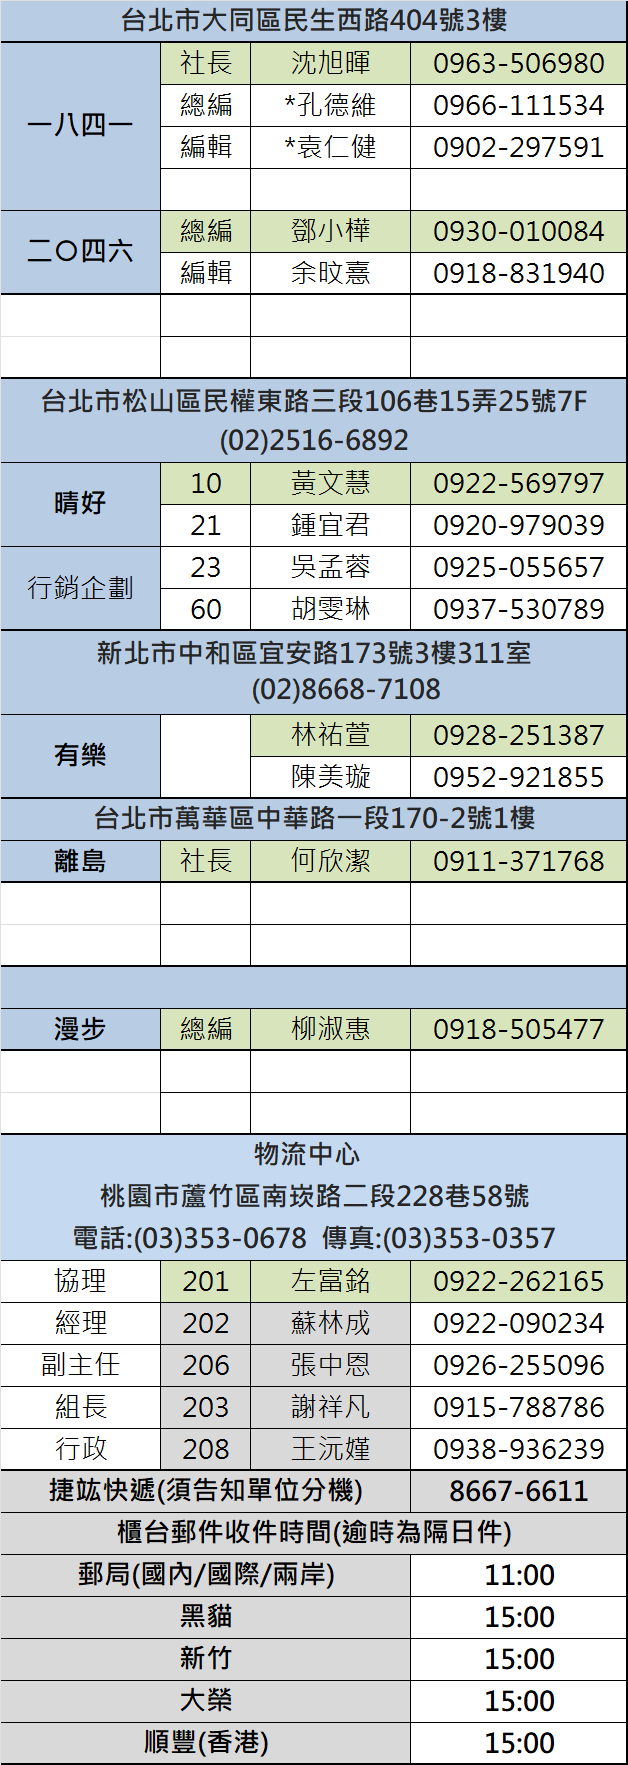 台北市大同區民生西路404號3樓
一八四一 社長 沈旭暉 0963-506980
總編 *孔德維 0966-111534
編輯 *袁仁健 0902-297591
二〇四六 總編 鄧小樺 0930-010084
編輯 余旼憙 0918-831940
台北市松山區民權東路三段106巷15弄25號7F
(02)2516-6892
晴好 10 黃文慧 0922-569797
21 鍾宜君 0920-979039
行銷企劃 23 吳孟蓉 0925-055657
60 胡雯琳 0937-530789
新北市中和區宜安路173號3樓311室
(02)8668-7108
有樂 林祐萱 0928-251387
陳美璇 0952-921855
台北市萬華區中華路一段170-2號1樓
離島 社長 何欣潔 0911-371768
漫步 總編 柳淑惠 0918-505477
物流中心
桃園市蘆竹區南崁路二段228巷58號
電話:(03)353-0678 傳真:(03)353-0357
協理 201 左富銘 0922-262165
經理 202 蘇林成 0922-090234
副主任 206 張中恩 0926-255096
組長 203 謝祥凡 0915-788786
行政 208 王沅嫤 0938-936239
捷竑快遞(須告知單位分機) 8667-6611
櫃台郵件收件時間(逾時為隔日件)
郵局(國內/國際/兩岸) 11:00
黑貓 15:00
新竹 15:00
大榮 15:00
順豐(香港) 15:00